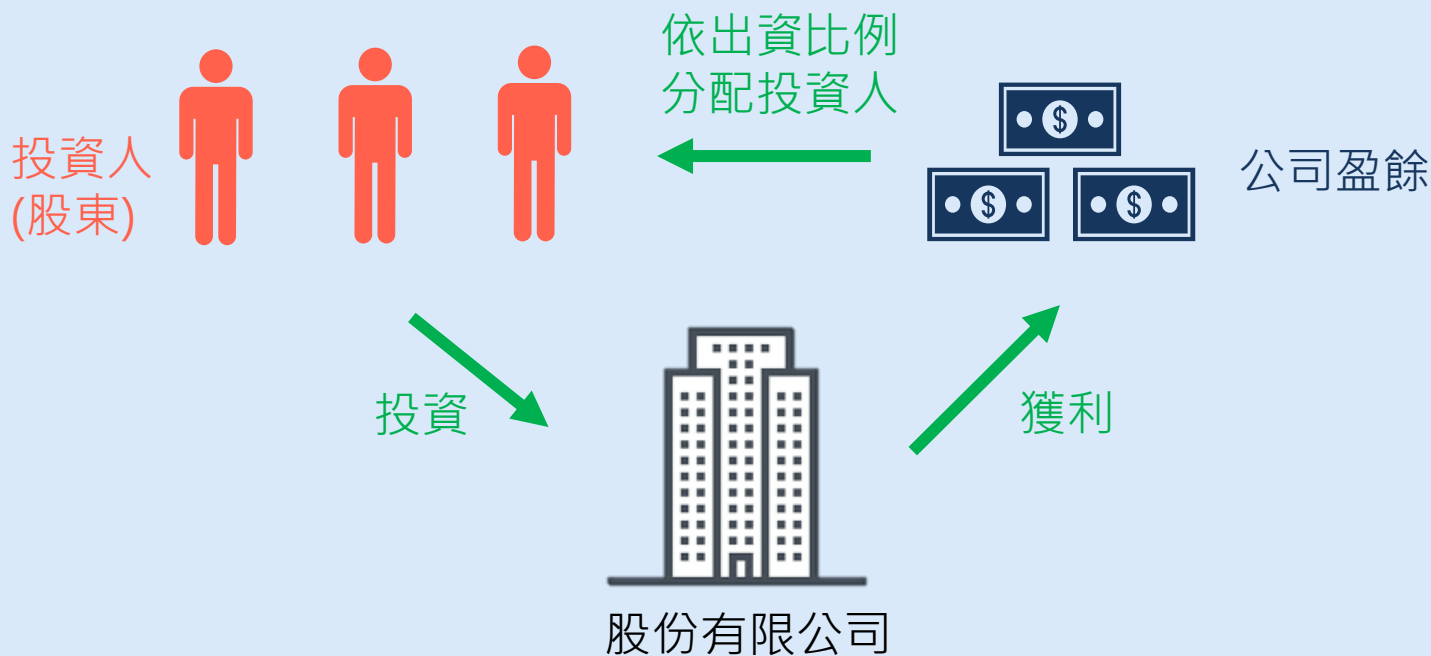 依出資比例
分配投資人
投資人
(股東)
公司盈餘
投資
獲利
股份有限公司